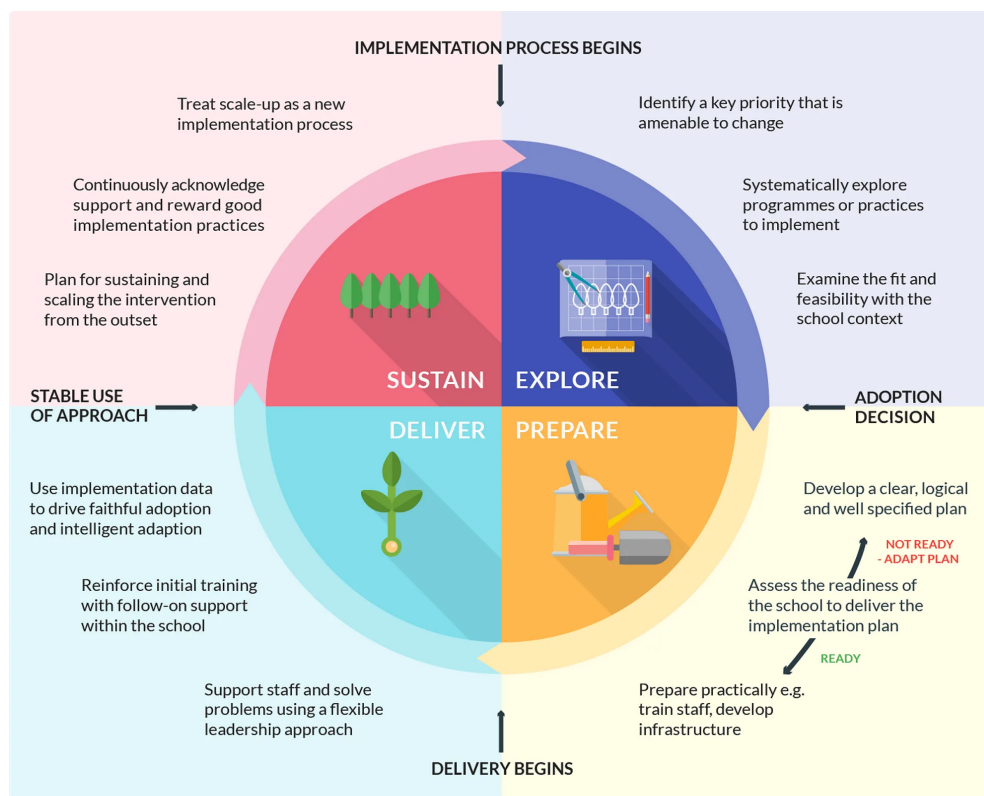 IMPLEMENTATION PROCESS BEGINS
Identify a key priority that is
amenable to change
Systematically explore
programmes or practices
to implement
Examine the fit and
feasibility with the
school context
EXPLORE
ADOPTION
DECISION
PREPARE
Develop a clear, logical
and well specified plan
NOT READY
- ADAPT PLAN
Assess the readiness of
the school to deliver the
implementation plan
READY
Prepare practically e.g.
train staff, develop
infrastructure
DELIVERY BEGINS
Support staff and solve
problems using a flexible
leadership approach
Reinforce initial training
with follow-on support
within the school
Use implementation data
to drive faithful adoption
and intelligent adaption
DELIVER
STABLE USE
OF APPROACH
SUSTAIN
Plan for sustaining and
scaling the intervention
from the outset
Continuously acknowledge
support and reward good
implementation practices
Treat scale-up as a new
implementation process